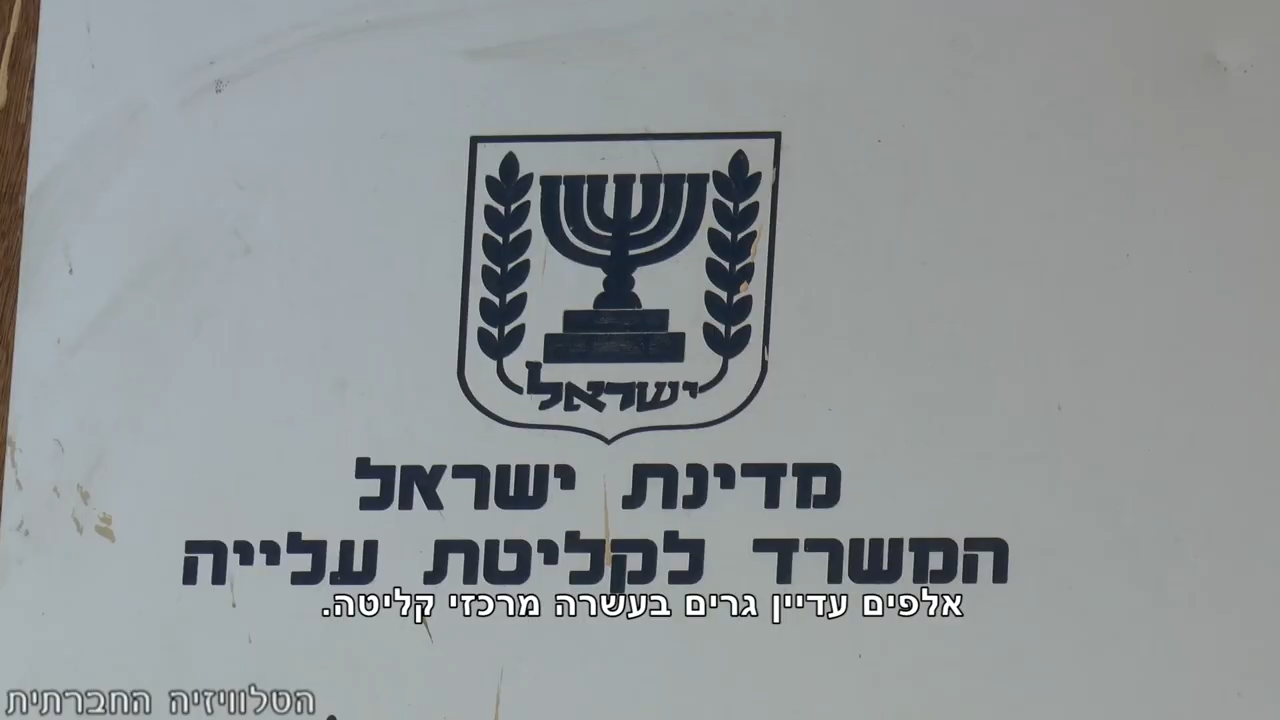 ישראל
מדינת ישראל
המשרד לקליטת עלייה
אלפים עדיין גרים בעשרה מרכזי קליטה.
הטלוויזיה החברתית